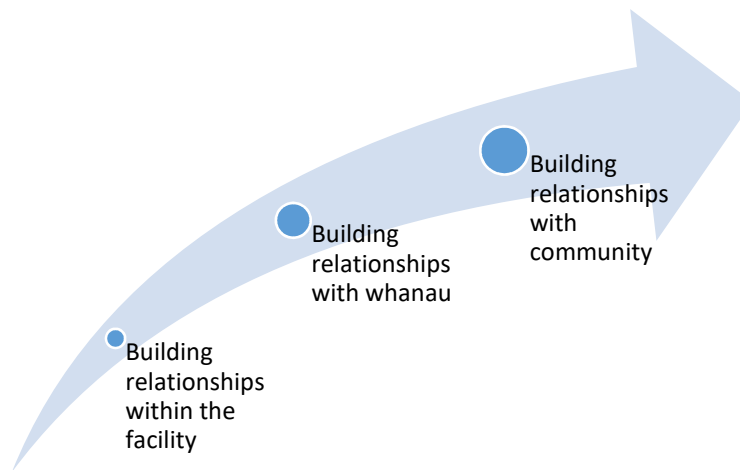 Building
relationships
within the
facility
Building
relationships
with whanau
Building
relationships
with
community